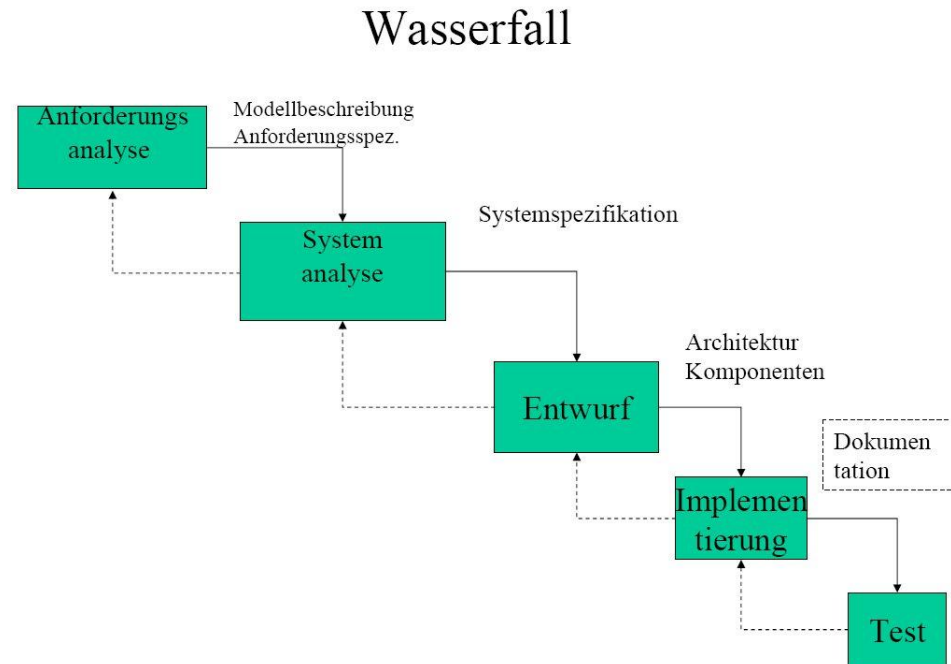 Wasserfall
Anforderungs
analyse
Modellbeschreibung
Anforderungsspez.
System
analyse
Systemspezifikation
Entwurf
Architektur
Komponenten
Implemen
tierung
Dokumen
tation
Test